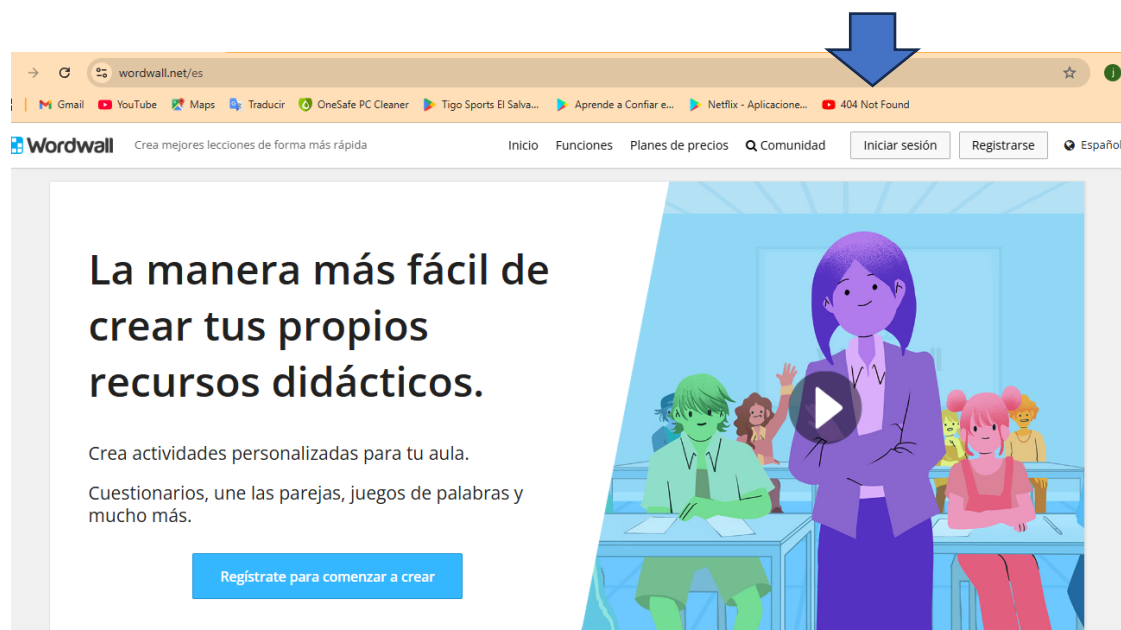 wordwall.net/es
Gmail YouTube Maps Traducir OneSafe PC Cleaner Tigo Sports El Salva... Aprende a Confiar e... Netflix - Aplicacione... 404 Not Found
Wordwall Crea mejores lecciones de forma más rápida Inicio Funciones Planes de precios Comunidad Iniciar sesión Registrarse Español
La manera más fácil de
crear tus propios
recursos didácticos.
Crea actividades personalizadas para tu aula.
Cuestionarios, une las parejas, juegos de palabras y
mucho más.
Regístrate para comenzar a crear